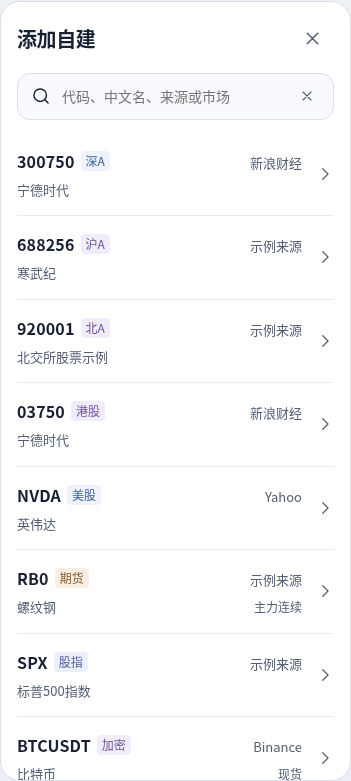 添加自建
代码、中文名、来源或市场
300750 深A 新浪财经
宁德时代
688256 沪A 示例来源
寒武纪
920001 北A 示例来源
北交所股票示例
03750 港股 新浪财经
宁德时代
NVDA 美股 Yahoo
英伟达
RB0 期货 示例来源
螺纹钢 主力连续
SPX 股指 示例来源
标普500指数
BTCUSDT 加密 Binance
比特币 现货